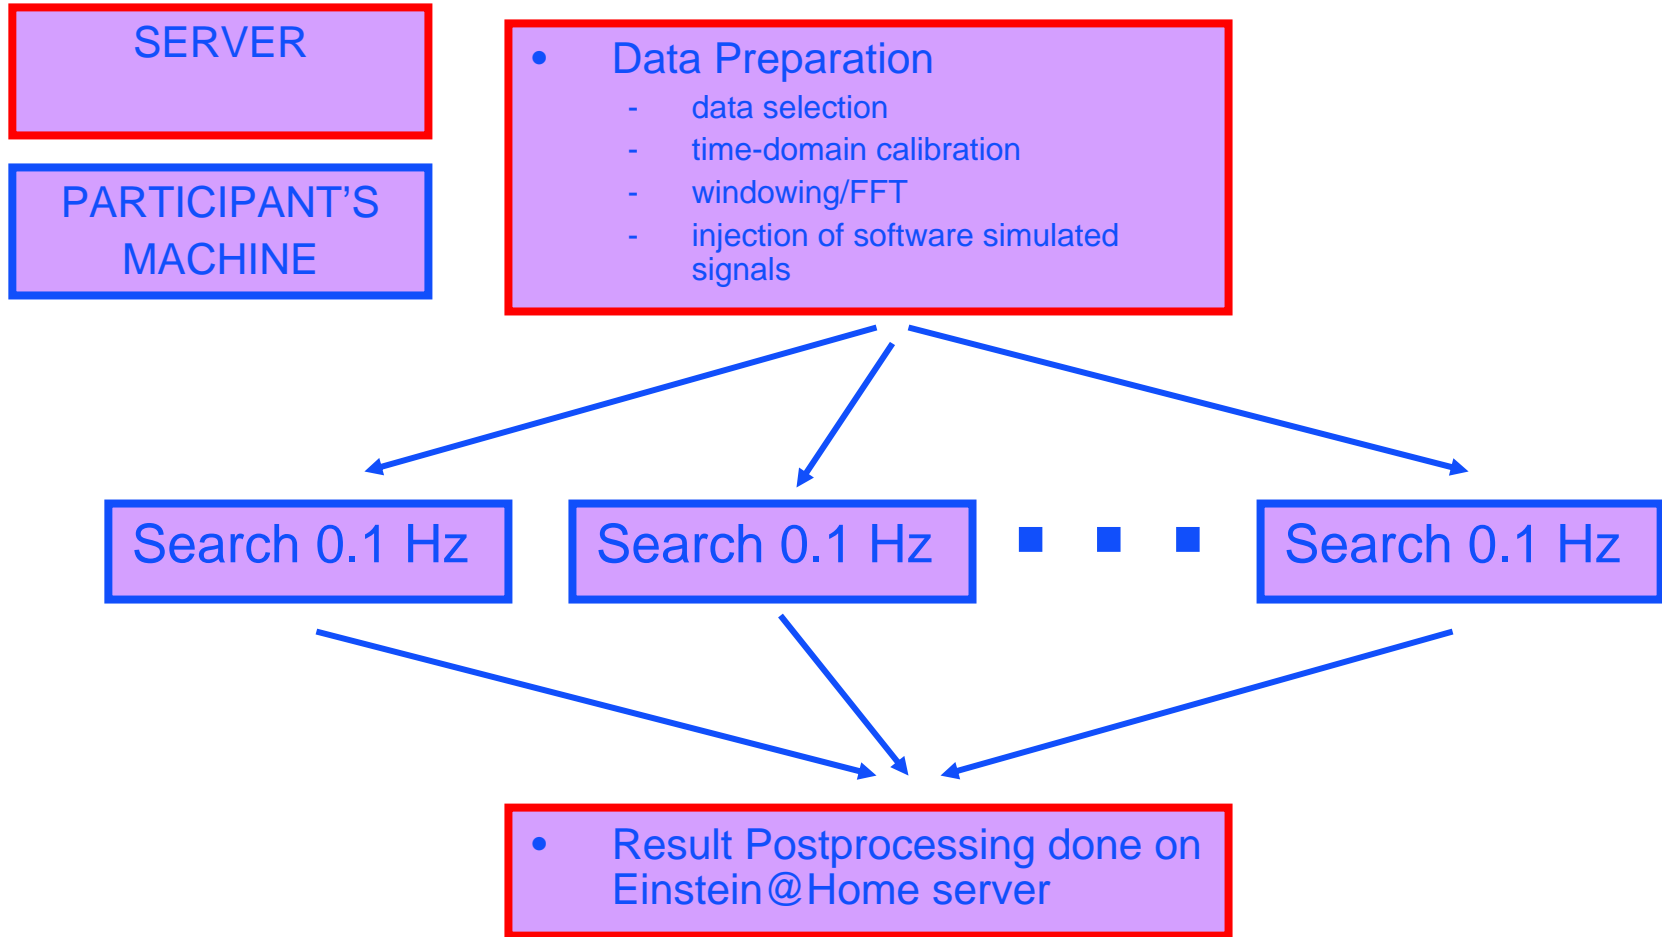 SERVER
PARTICIPANT'S
MACHINE
• Data Preparation
- data selection
- time-domain calibration
- windowing/FFT
- injection of software simulated
signals
Search 0.1 Hz
Search 0.1 Hz
Search 0.1 Hz
• Result Postprocessing done on
Einstein@Home server